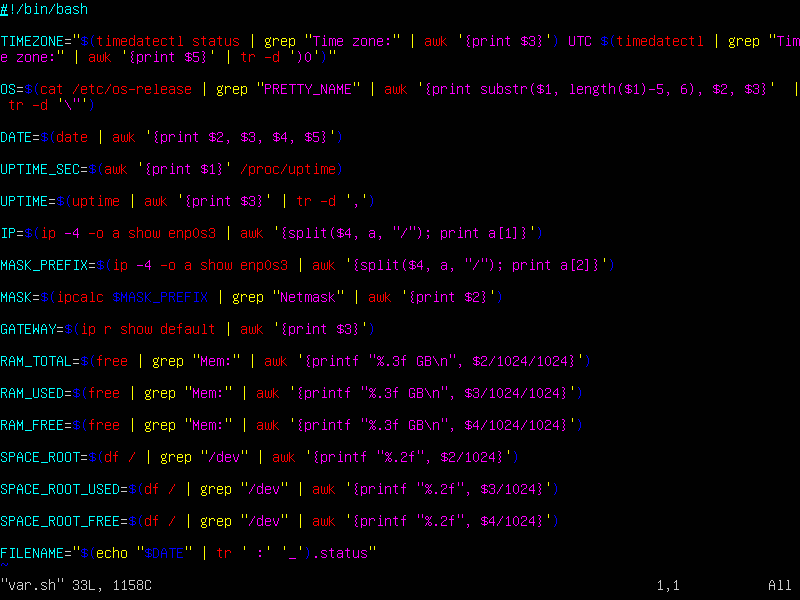 #!/bin/bash
TIMEZONE="$(timedatectl status | grep "Time zone:" | awk '{print $3}') UTC $(timedatectl | grep "Tim
e zone:" | awk '{print $5}' | tr -d ')0')"
OS=$(cat /etc/os-release | grep "PRETTY_NAME" | awk '{print substr($1, length($1)-5, 6), $2, $3}'  |
 tr -d '\"')
DATE=$(date | awk '{print $2, $3, $4, $5}')
UPTIME_SEC=$(awk '{print $1}' /proc/uptime)
UPTIME=$(uptime | awk '{print $3}' | tr -d ',')
IP=$(ip -4 -o a show enp0s3 | awk '{split($4, a, "/"); print a[1]}')
MASK_PREFIX=$(ip -4 -o a show enp0s3 | awk '{split($4, a, "/"); print a[2]}')
MASK=$(ipcalc $MASK_PREFIX | grep "Netmask" | awk '{print $2}')
GATEWAY=$(ip r show default | awk '{print $3}')
RAM_TOTAL=$(free | grep "Mem:" | awk '{printf "%.3f GB\n", $2/1024/1024}')
RAM_USED=$(free | grep "Mem:" | awk '{printf "%.3f GB\n", $3/1024/1024}')
RAM_FREE=$(free | grep "Mem:" | awk '{printf "%.3f GB\n", $4/1024/1024}')
SPACE_ROOT=$(df / | grep "/dev" | awk '{printf "%.2f", $2/1024}')
SPACE_ROOT_USED=$(df / | grep "/dev" | awk '{printf "%.2f", $3/1024}')
SPACE_ROOT_FREE=$(df / | grep "/dev" | awk '{printf "%.2f", $4/1024}')
FILENAME="$(echo "$DATE" | tr ' :' '_').status"
~
"var.sh" 33L, 1158C 1,1 All